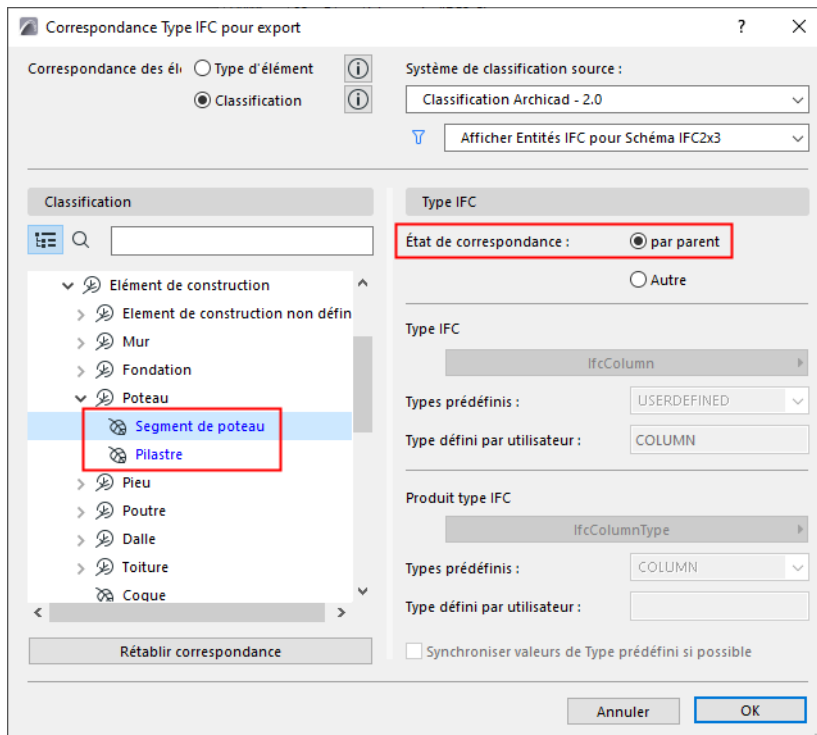 Correspondance Type IFC pour export
?
Correspondance des élé
Type d'élément
Classification
Système de classification source :
Classification Archicad - 2.0
Afficher Entités IFC pour Schéma IFC2x3
Classification
Elément de construction
Element de construction non défin
Mur
Fondation
Poteau
Segment de poteau
Pilastre
Pieu
Poutre
Dalle
Toiture
Coque
Rétablir correspondance
Type IFC
État de correspondance :
par parent
Autre
Type IFC
IfcColumn
Types prédéfinis :
USERDEFINED
Type défini par utilisateur :
COLUMN
Produit type IFC
IfcColumnType
Types prédéfinis :
COLUMN
Type défini par utilisateur :
Synchroniser valeurs de Type prédéfini si possible
Annuler
OK